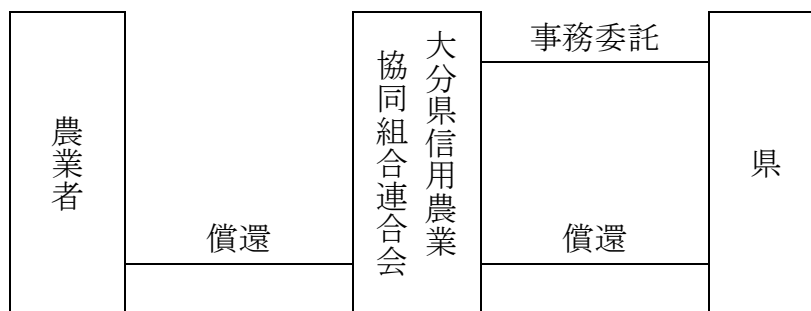 農業者
償還
大分県信用農業
協同組合連合会
事務委託
償還
県